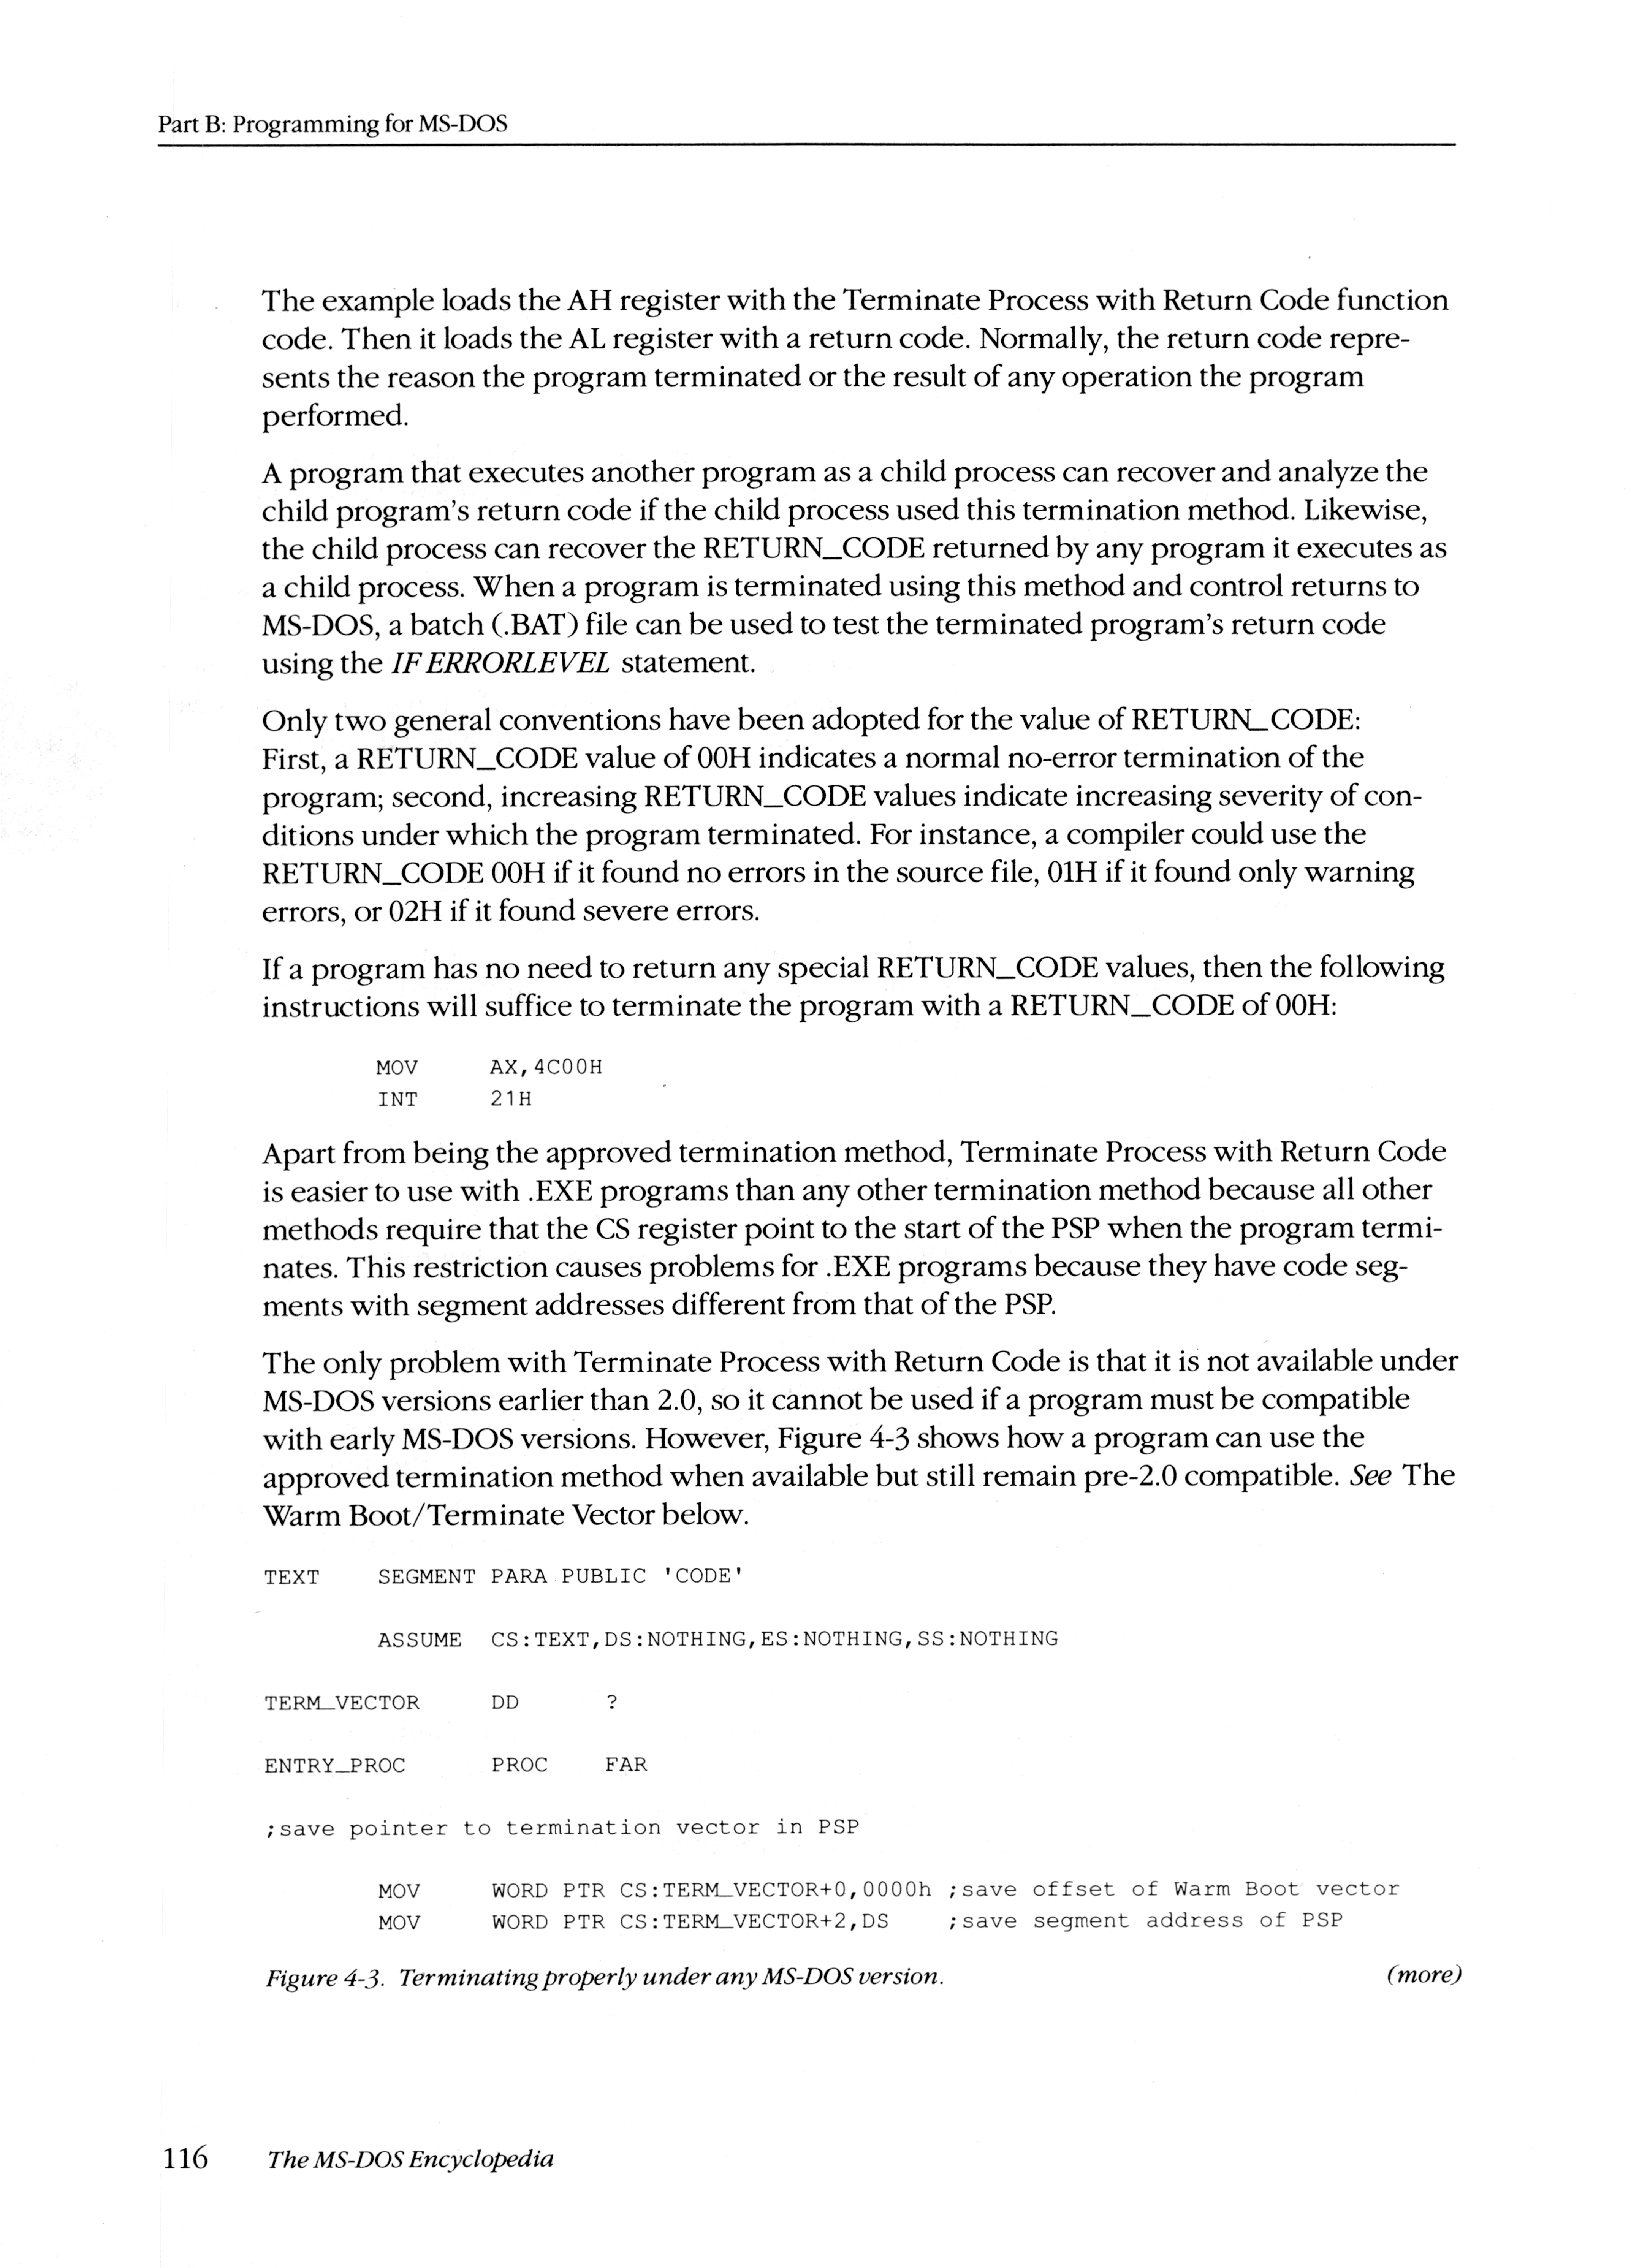 Part B: Programming for MS-DOS
The example loads the AH register with the Terminate Process with Return Code function
code. Then it loads the AL register with a return code. Normally, the return code repre-
sents the reason the program terminated or the result of any operation the program
performed.
A program that executes another program as a child process can recover and analyze the
child program's return code if the child process used this termination method. Likewise,
the child process can recover the RETURN_CODE returned by any program it executes as
a child process. When a program is terminated using this method and control returns to
MS-DOS, a batch (.BAT) file can be used to test the terminated program's return code
using the IF ERRORLEVEL statement.
Only two general conventions have been adopted for the value of RETURN_CODE:
First, a RETURN_CODE value of 00H indicates a normal no-error termination of the
program; second, increasing RETURN_CODE values indicate increasing severity of con-
ditions under which the program terminated. For instance, a compiler could use the
RETURN_CODE 00H if it found no errors in the source file, 01H if it found only warning
errors, or 02H if it found severe errors.
If a program has no need to return any special RETURN_CODE values, then the following
instructions will suffice to terminate the program with a RETURN_CODE of 00H:
MOV AX,4C00H
INT 21H
Apart from being the approved termination method, Terminate Process with Return Code
is easier to use with .EXE programs than any other termination method because all other
methods require that the CS register point to the start of the PSP when the program termi-
nates. This restriction causes problems for .EXE programs because they have code seg-
ments with segment addresses different from that of the PSP.
The only problem with Terminate Process with Return Code is that it is not available under
MS-DOS versions earlier than 2.0, so it cannot be used if a program must be compatible
with early MS-DOS versions. However, Figure 4-3 shows how a program can use the
approved termination method when available but still remain pre-2.0 compatible. See The
Warm Boot/Terminate Vector below.
TEXT SEGMENT PARA PUBLIC 'CODE'
ASSUME CS:TEXT,DS:NOTHING,ES:NOTHING,SS:NOTHING
TERM_VECTOR DD ?
ENTRY_PROC PROC FAR
;save pointer to termination vector in PSP
MOV WORD PTR CS:TERM_VECTOR+0,0000h ;save offset of Warm Boot vector
MOV WORD PTR CS:TERM_VECTOR+2,DS ;save segment address of PSP
Figure 4-3. Terminating properly under any MS-DOS version. (more)
116 The MS-DOS Encyclopedia